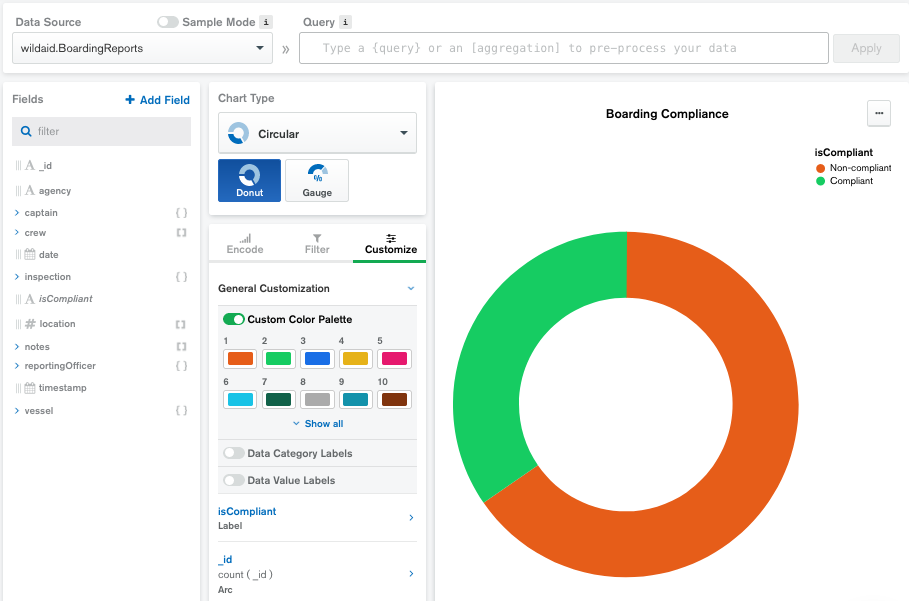 Data Source
Sample Mode i
Query i
wildaid.BoardingReports
»
Type a {query} or an [aggregation] to pre-process your data
Apply
Fields
+ Add Field
filter
A _id
A agency
captain { }
crew [ ]
date
inspection { }
A isCompliant
# location [ ]
notes [ ]
reportingOfficer { }
timestamp
vessel { }
Chart Type
Circular
Donut
%
Gauge
Encode
Filter
Customize
General Customization
Custom Color Palette
1 2 3 4 5
6 7 8 9 10
Show all
Data Category Labels
Data Value Labels
isCompliant
Label
_id
count ( _id )
Arc
Boarding Compliance
...
isCompliant
Non-compliant
Compliant